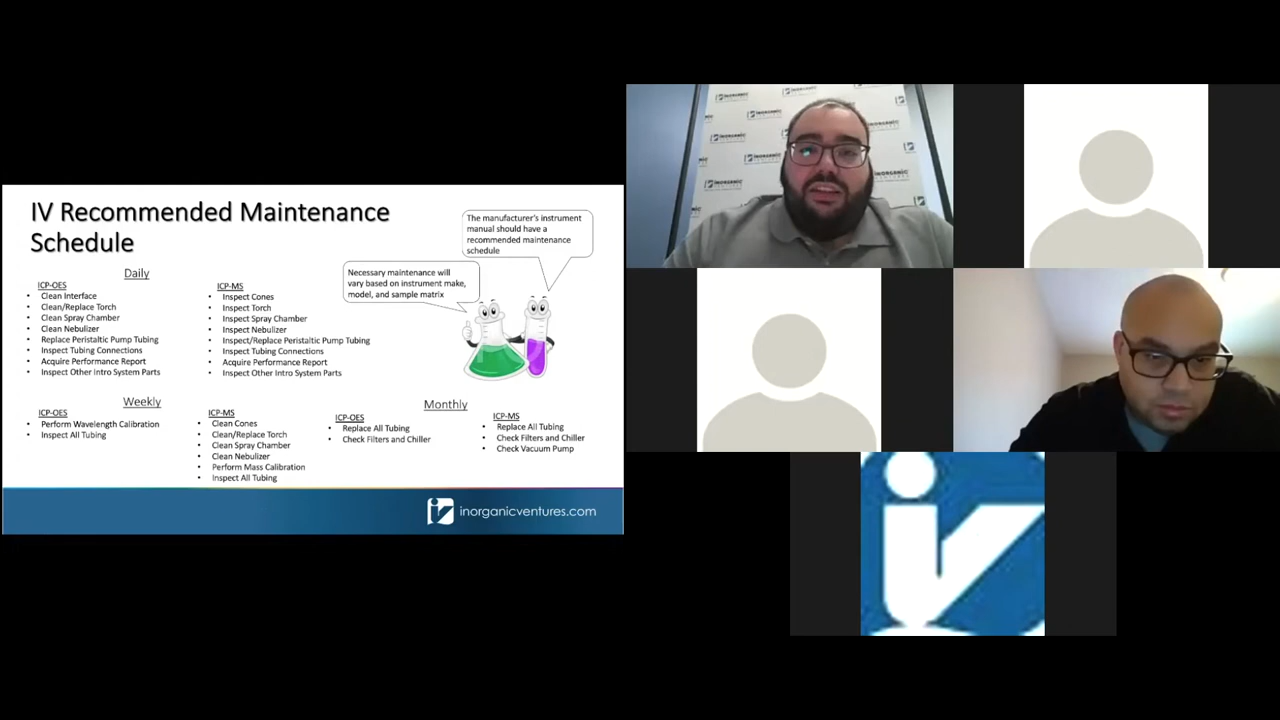 IV Recommended Maintenance
Schedule
The manufacturer's instrument
manual should have a
recommended maintenance
schedule
Necessary maintenance will
vary based on instrument make,
model, and sample matrix
Daily
ICP-OES
• Clean Interface
• Clean/Replace Torch
• Clean Spray Chamber
• Clean Nebulizer
• Replace Peristaltic Pump Tubing
• Inspect Tubing Connections
• Acquire Performance Report
• Inspect Other Intro System Parts
ICP-MS
• Inspect Cones
• Inspect Torch
• Inspect Spray Chamber
• Inspect Nebulizer
• Inspect/Replace Peristaltic Pump Tubing
• Inspect Tubing Connections
• Acquire Performance Report
• Inspect Other Intro System Parts
Weekly
ICP-OES
• Perform Wavelength Calibration
• Inspect All Tubing
ICP-MS
• Clean Cones
• Clean/Replace Torch
• Clean Spray Chamber
• Clean Nebulizer
• Perform Mass Calibration
• Inspect All Tubing
Monthly
ICP-OES
• Replace All Tubing
• Check Filters and Chiller
ICP-MS
• Replace All Tubing
• Check Filters and Chiller
• Check Vacuum Pump
iv inorganicventures.com
INORGANIC
VENTURES
iv